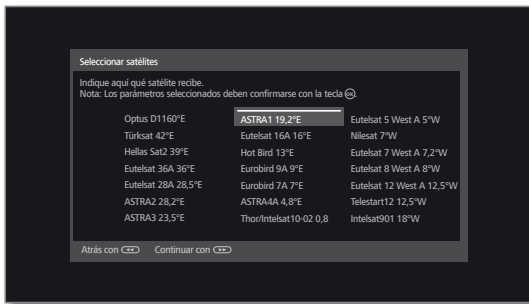 Seleccionar satélites
Indique aquí qué satélite recibe.
Nota: Los parámetros seleccionados deben confirmarse con la tecla OK.
Optus D1160°E ASTRA1 19,2°E Eutelsat 5 West A 5°W
Türksat 42°E Eutelsat 16A 16°E Nilesat 7°W
Hellas Sat2 39°E Hot Bird 13°E Eutelsat 7 West A 7,2°W
Eutelsat 36A 36°E Eurobird 9A 9°E Eutelsat 8 West A 8°W
Eutelsat 28A 28,5°E Eurobird 7A 7°E Eutelsat 12 West A 12,5°W
ASTRA2 28,2°E ASTRA4A 4,8°E Telestart12 12,5°W
ASTRA3 23,5°E Thor/Intelsat10-02 0,8 Intelsat901 18°W
Atrás con Continuar con